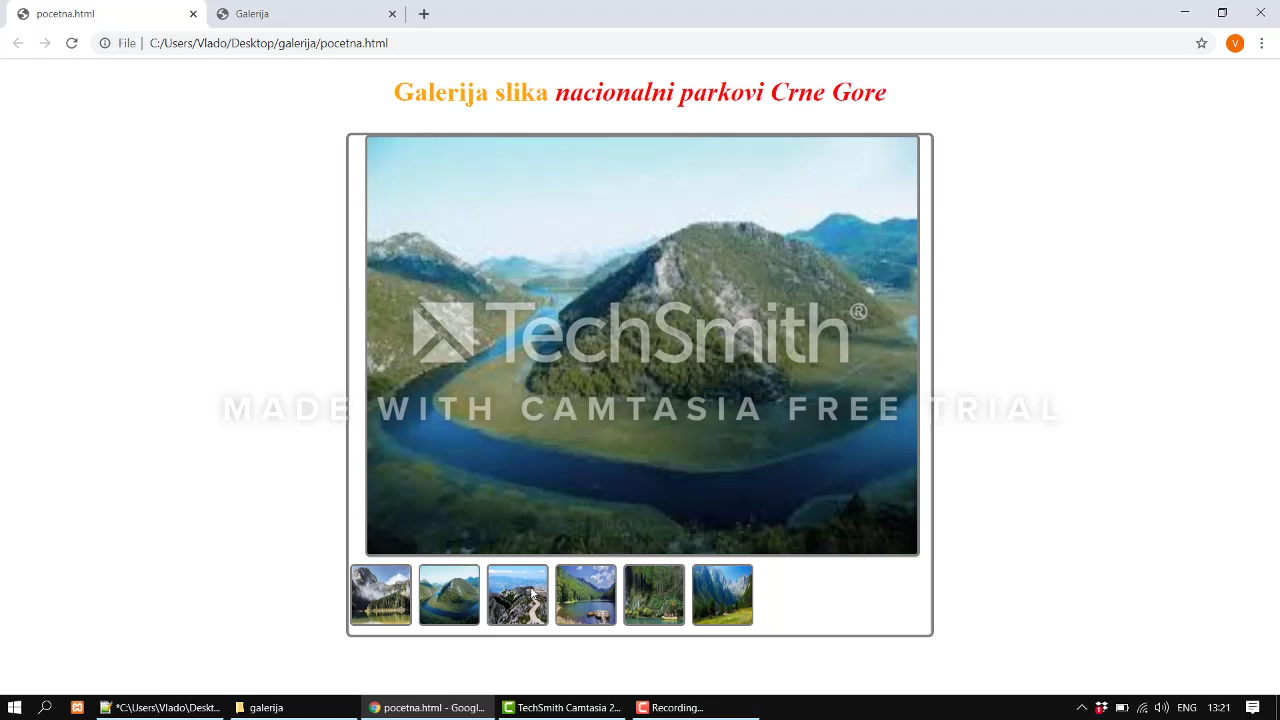 pocetna.html
Galerija
File
C:/Users/Vlado/Desktop/galerija/pocetna.html
V
Galerija slika nacionalni parkovi Crne Gore
TechSmith®
MADE WITH CAMTASIA FREE TRIAL
*C:\Users\Vlado\Deskt...
galerija
pocetna.html - Googl...
TechSmith Camtasia 2...
Recording...
ENG
13:21